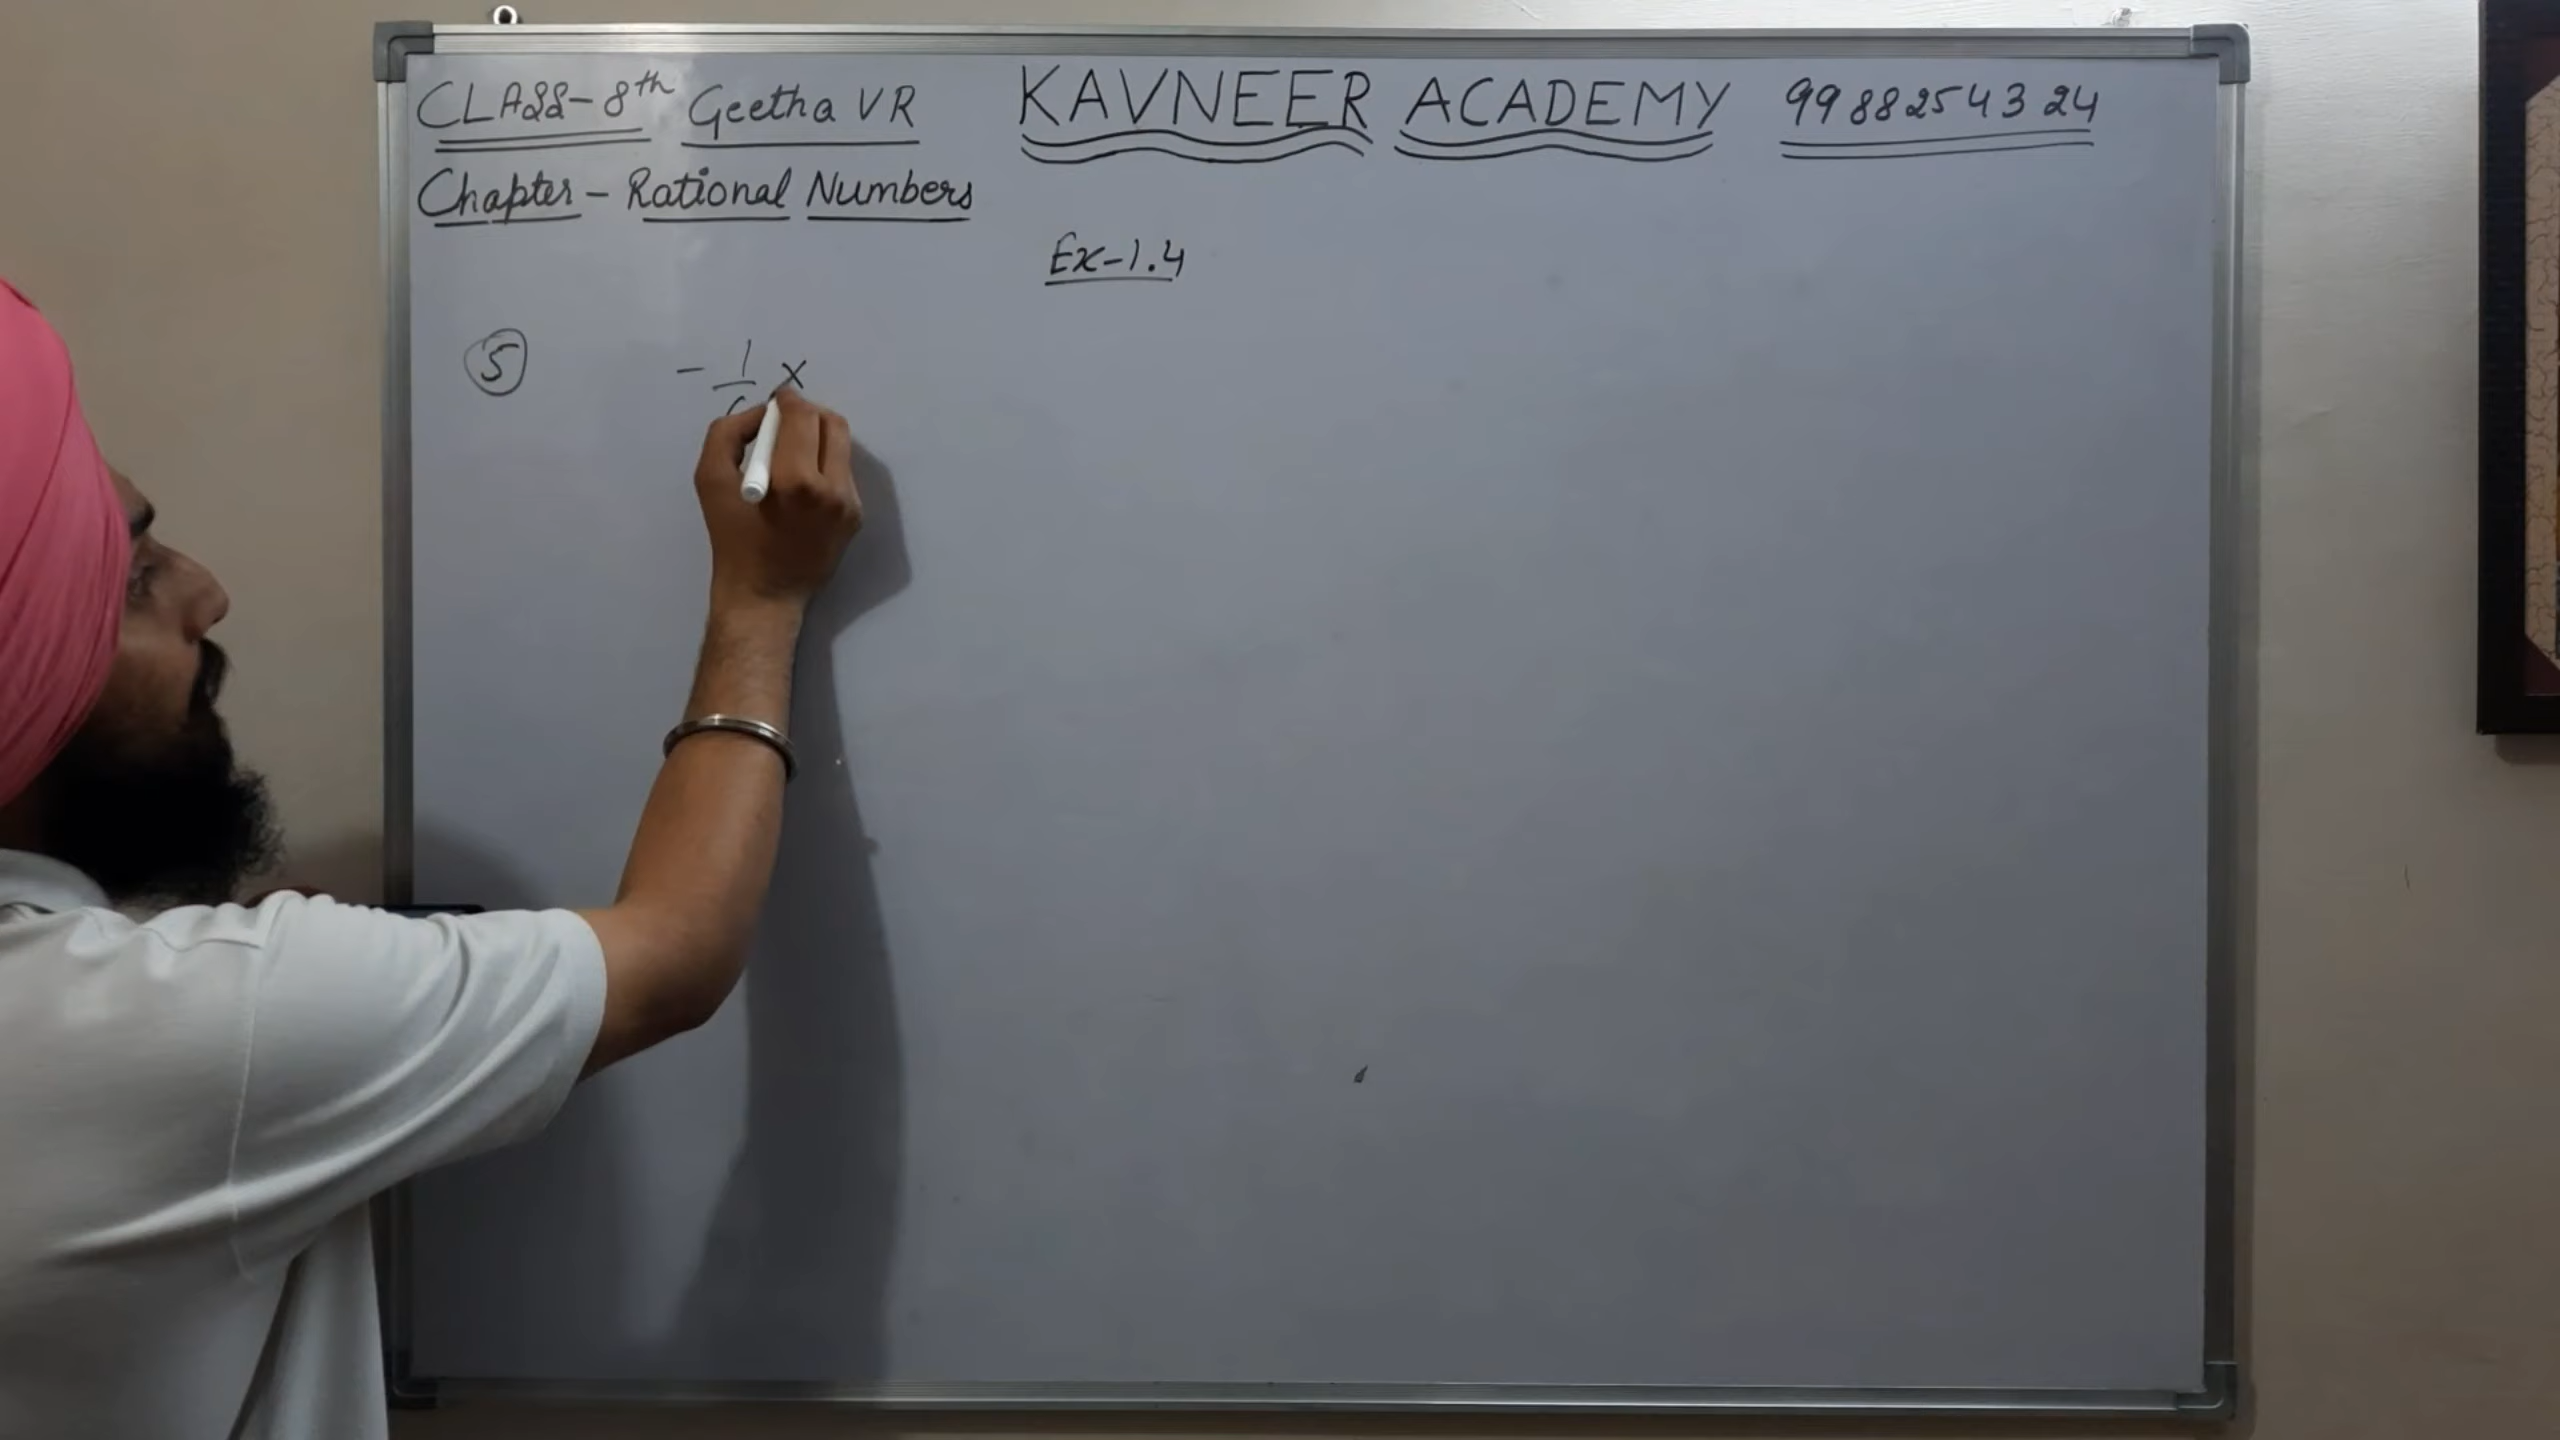 CLASS-8th Geetha VR KAVNEER ACADEMY 9988254324
Chapter - Rational Numbers
Ex-1.4
5 - 1/ x